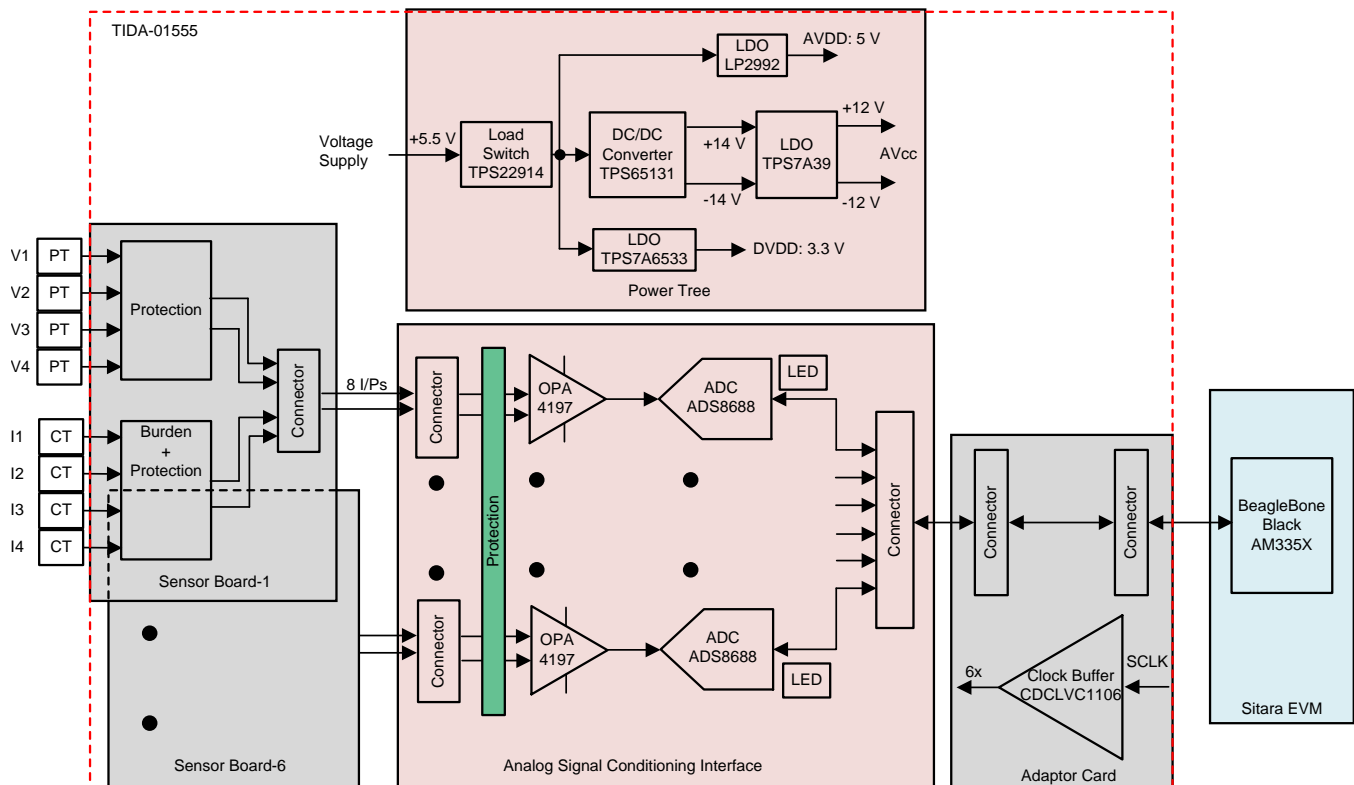 TIDA-01555
LDO
LP2992
AVDD: 5 V
Voltage
Supply
+5.5 V
Load
Switch
TPS22914
DC/DC
Converter
TPS65131
+14 V
-14 V
LDO
TPS7A39
+12 V
AVcc
-12 V
LDO
TPS7A6533
DVDD: 3.3 V
Power Tree
V1
PT
V2
PT
V3
PT
V4
PT
Protection
I1
CT
I2
CT
I3
CT
I4
CT
Burden
+
Protection
Connector
8 I/Ps
Sensor Board-1
Sensor Board-6
Connector
Protection
OPA
4197
ADC
ADS8688
LED
Connector
OPA
4197
ADC
ADS8688
LED
Connector
Analog Signal Conditioning Interface
Connector
Connector
6x
Clock Buffer
CDCLVC1106
SCLK
Adaptor Card
BeagleBone
Black
AM335X
Sitara EVM